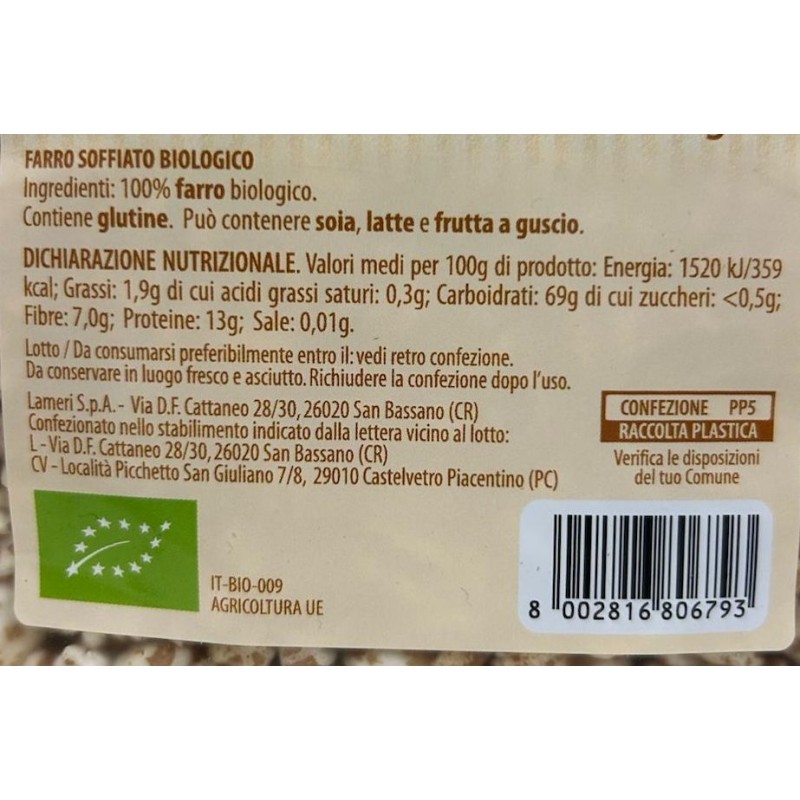 FARRO SOFFIATO BIOLOGICO
Ingredienti: 100% farro biologico.
Contiene glutine. Può contenere soia, latte e frutta a guscio.
DICHIARAZIONE NUTRIZIONALE. Valori medi per 100g di prodotto: Energia: 1520 kJ/359
kcal; Grassi: 1,9g di cui acidi grassi saturi: 0,3g; Carboidrati: 69g di cui zuccheri: <0,5g;
Fibre: 7,0g; Proteine: 13g; Sale: 0,01g.
Lotto / Da consumarsi preferibilmente entro il: vedi retro confezione.
Da conservare in luogo fresco e asciutto. Richiudere la confezione dopo l'uso.
Lameri S.p.A. - Via D.F. Cattaneo 28/30, 26020 San Bassano (CR)
Confezionato nello stabilimento indicato dalla lettera vicino al lotto:
L - Via D.F. Cattaneo 28/30, 26020 San Bassano (CR)
CV - Località Picchetto San Giuliano 7/8, 29010 Castelvetro Piacentino (PC)
CONFEZIONE PP5
RACCOLTA PLASTICA
Verifica le disposizioni
del tuo Comune
IT-BIO-009
AGRICOLTURA UE
8 002816 806793